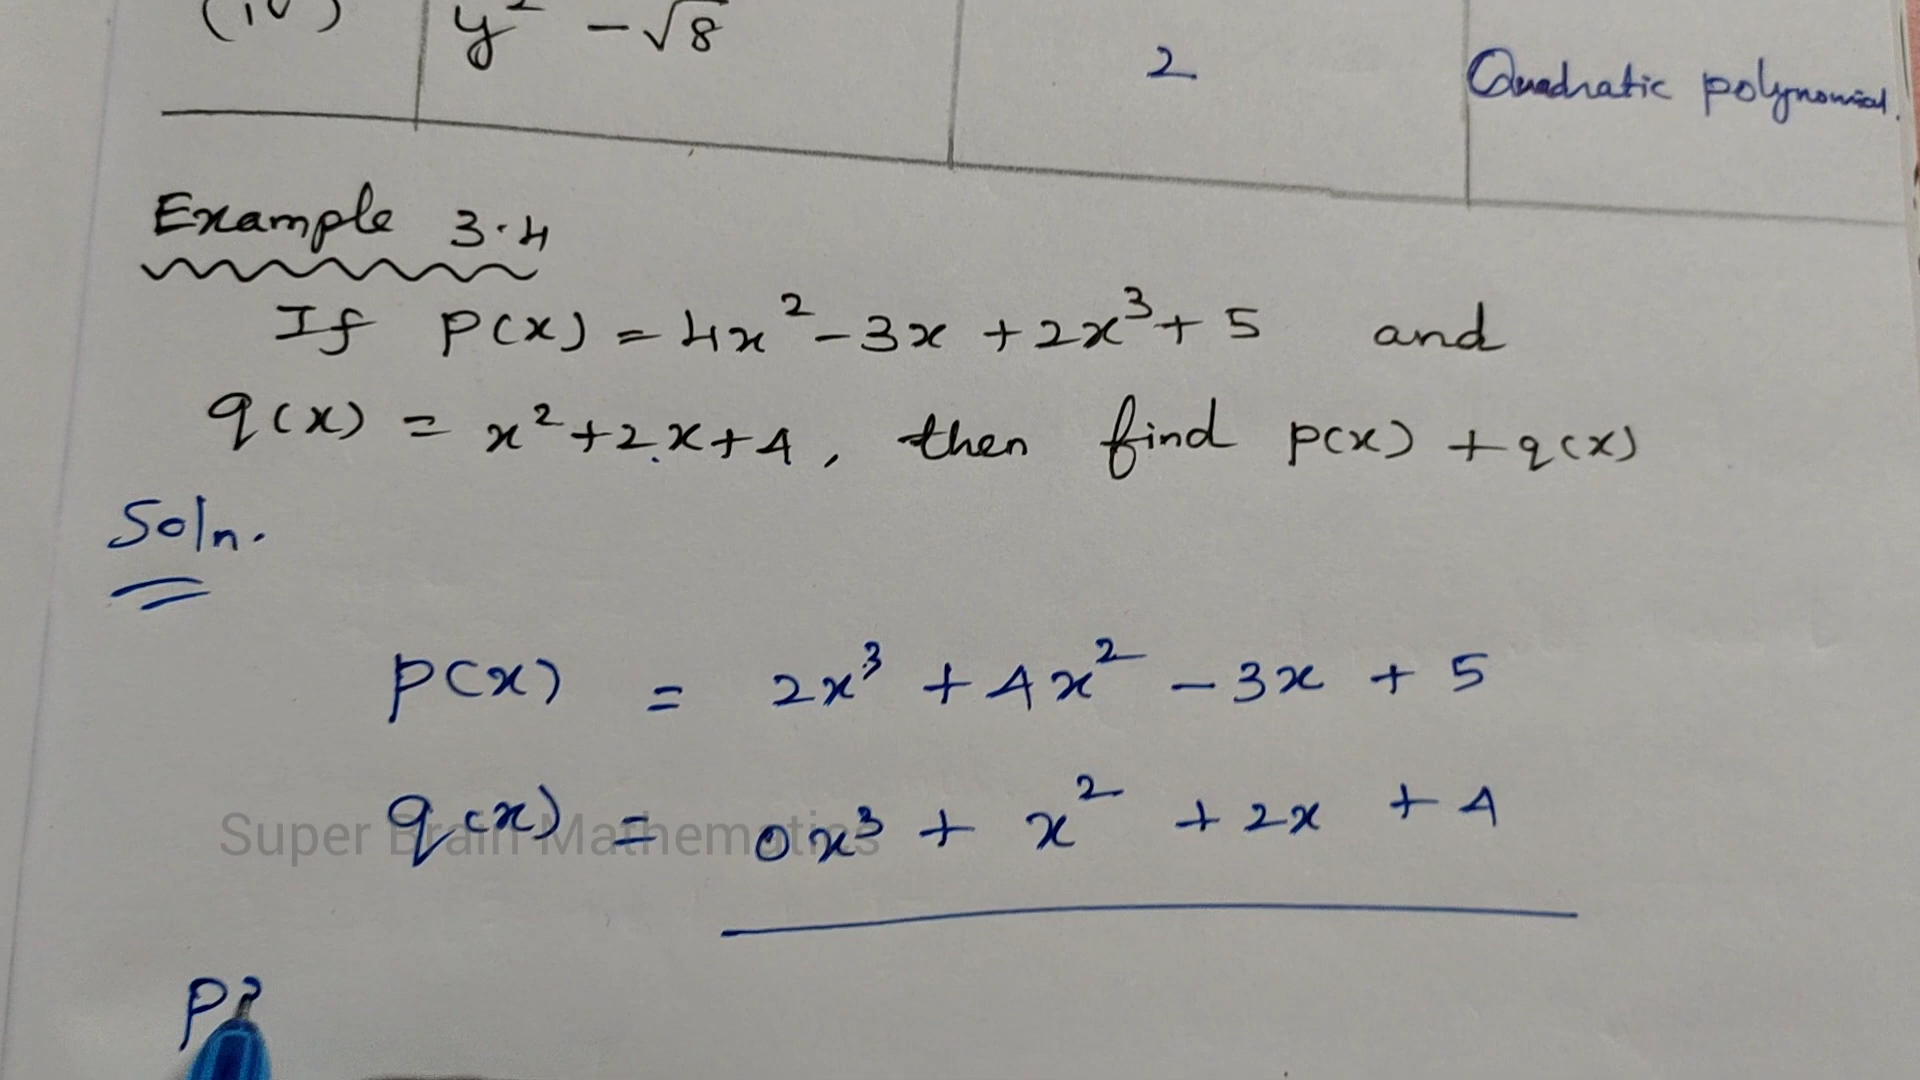 (iv) y² - √8 2 Quadratic polynomial.
Example 3.4
If P(x) = 4x² - 3x + 2x³ + 5 and
q(x) = x² + 2x + 4, then find p(x) + q(x)
Soln.
p(x) = 2x³ + 4x² - 3x + 5
q(x) = 0x³ + x² + 2x + 4
Super Brain Mathematics
P